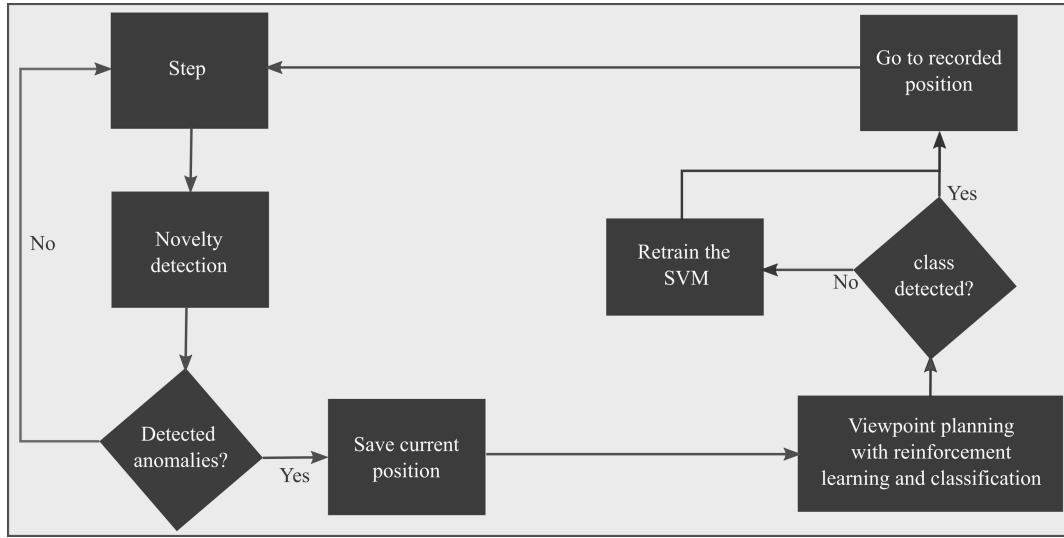 Step
Go to recorded
position
No
Novelty
detection
Yes
Retrain the
SVM
No
class
detected?
Detected
anomalies?
Yes
Save current
position
Viewpoint planning
with reinforcement
learning and classification